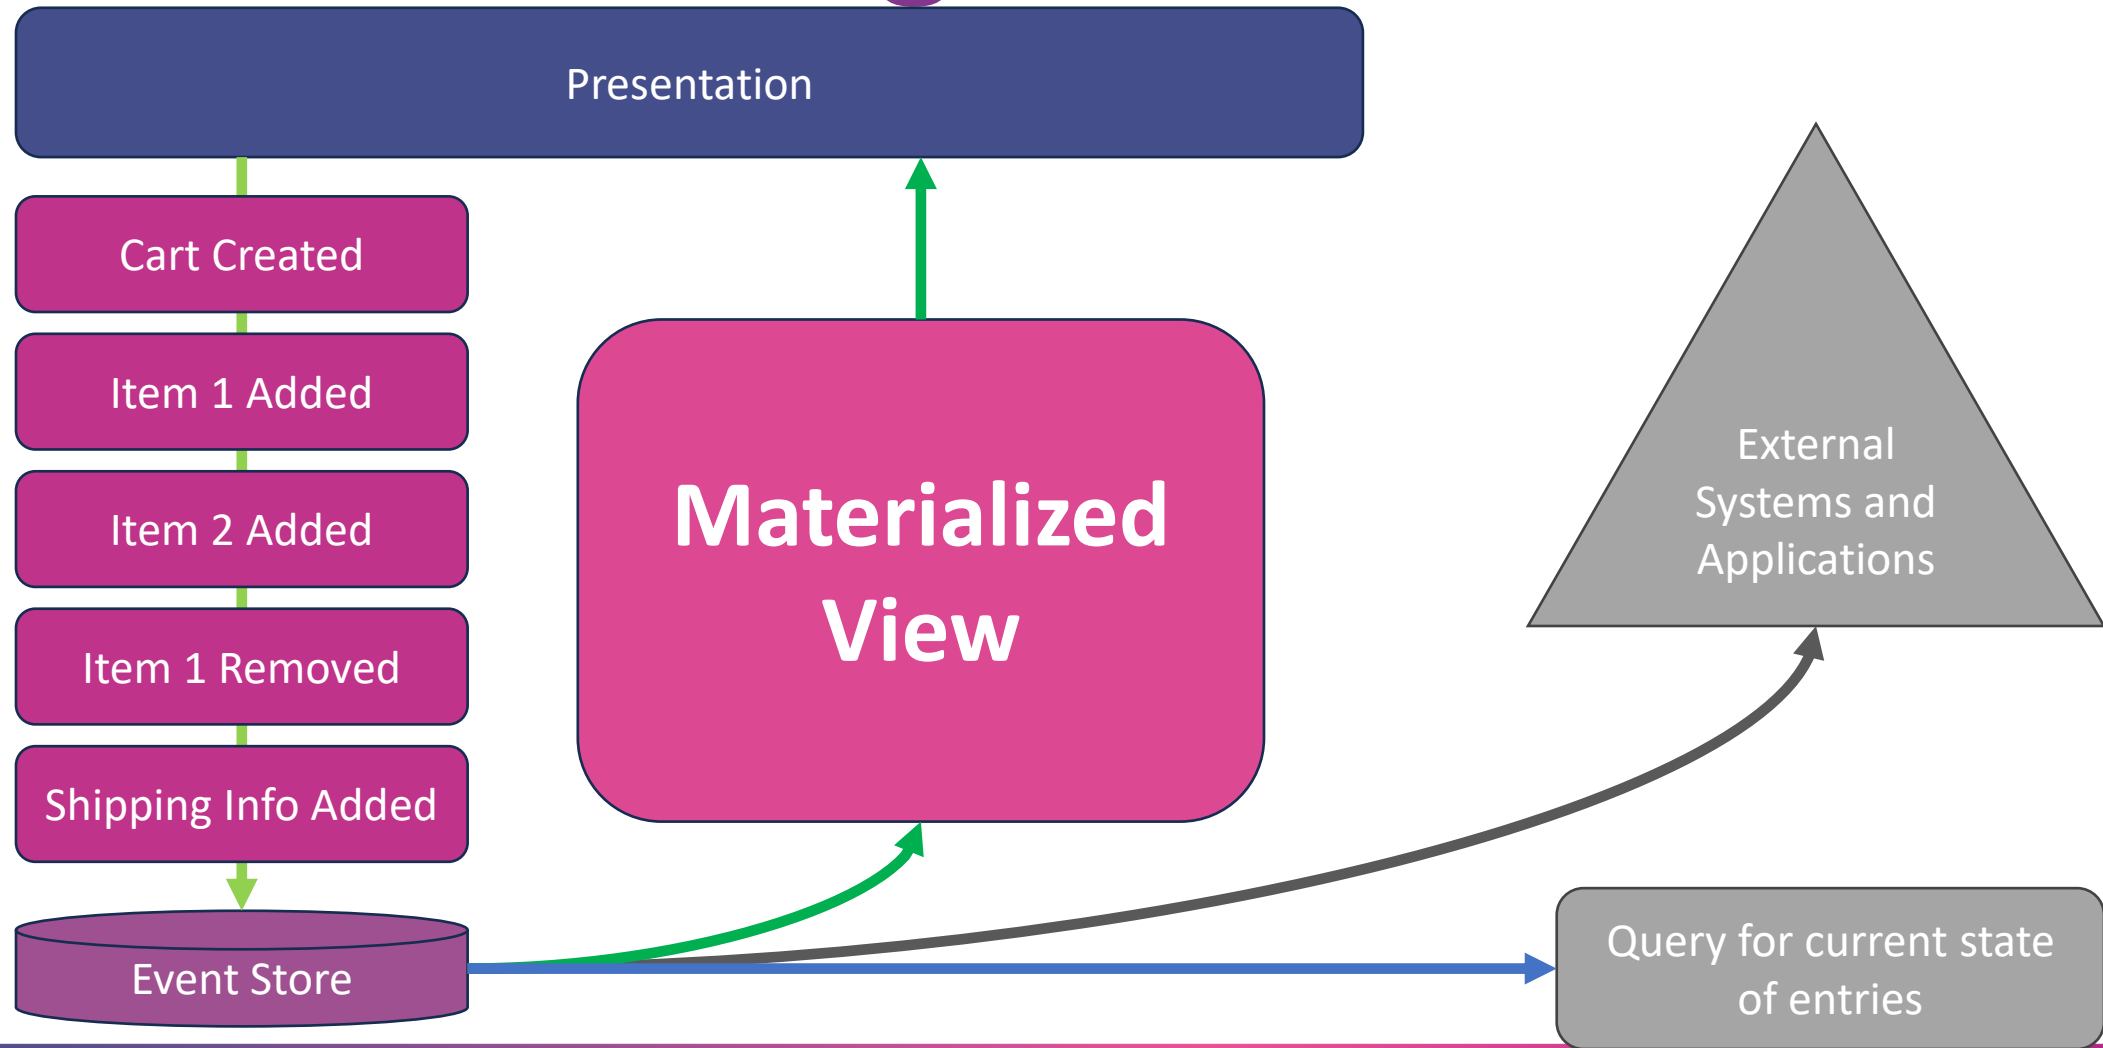 Presentation
Cart Created
Item 1 Added
Item 2 Added
Item 1 Removed
Shipping Info Added
Event Store
Materialized
View
External
Systems and
Applications
Query for current state
of entries